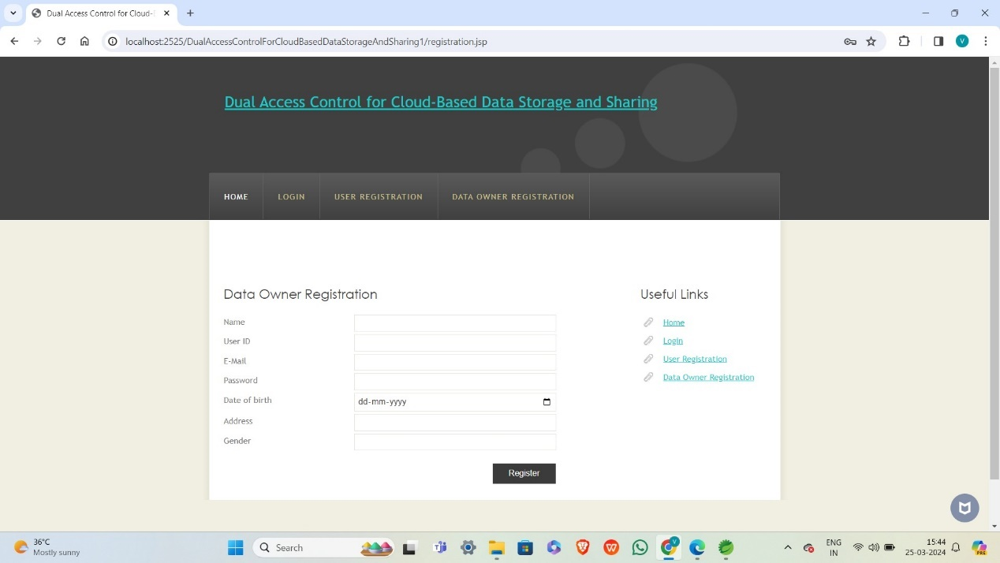 Dual Access Control for Cloud-
localhost:2525/DualAccessControlForCloudBasedDataStorageAndSharing1/registration.jsp
V
Dual Access Control for Cloud-Based Data Storage and Sharing
HOME LOGIN USER REGISTRATION DATA OWNER REGISTRATION
Data Owner Registration
Name
User ID
E-Mail
Password
Date of birth dd-mm-yyyy
Address
Gender
Register
Useful Links
Home
Login
User Registration
Data Owner Registration
36°C
Mostly sunny
Search
V
ENG
IN
15:44
25-03-2024
PRE